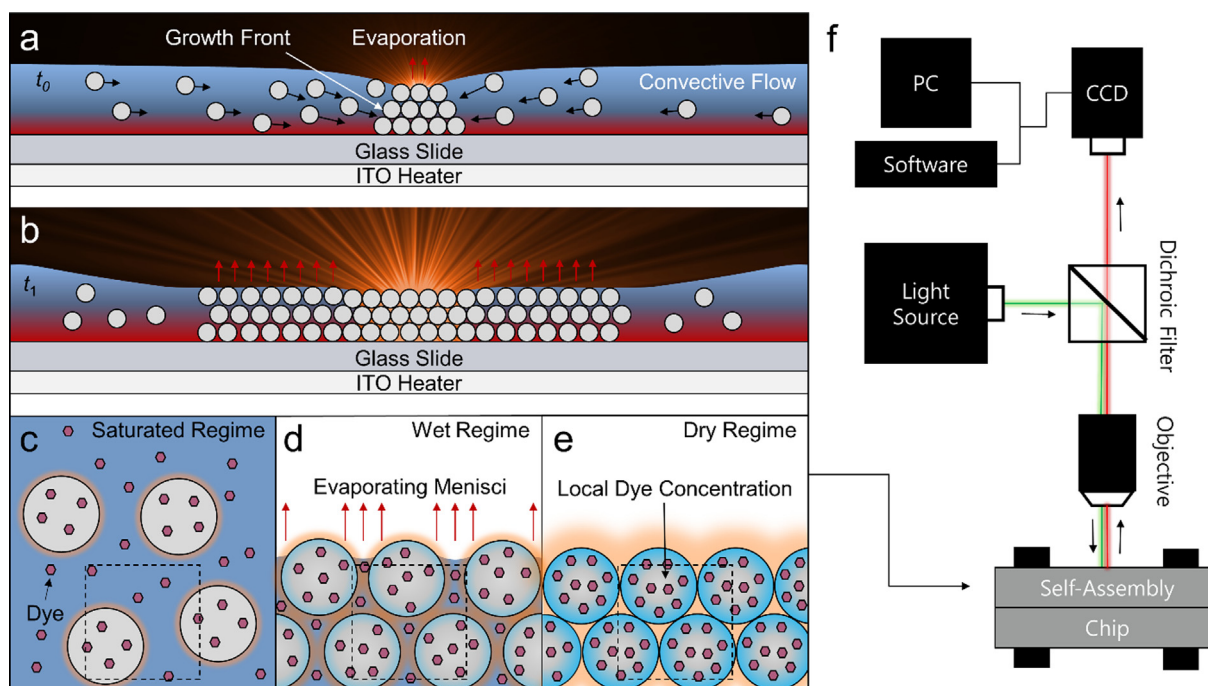 a
Growth Front
Evaporation
t0
Convective Flow
Glass Slide
ITO Heater
b
t1
Glass Slide
ITO Heater
c
Saturated Regime
Dye
d
Wet Regime
Evaporating Menisci
e
Dry Regime
Local Dye Concentration
f
PC
CCD
Software
Light
Source
Dichroic Filter
Objective
Self-Assembly
Chip